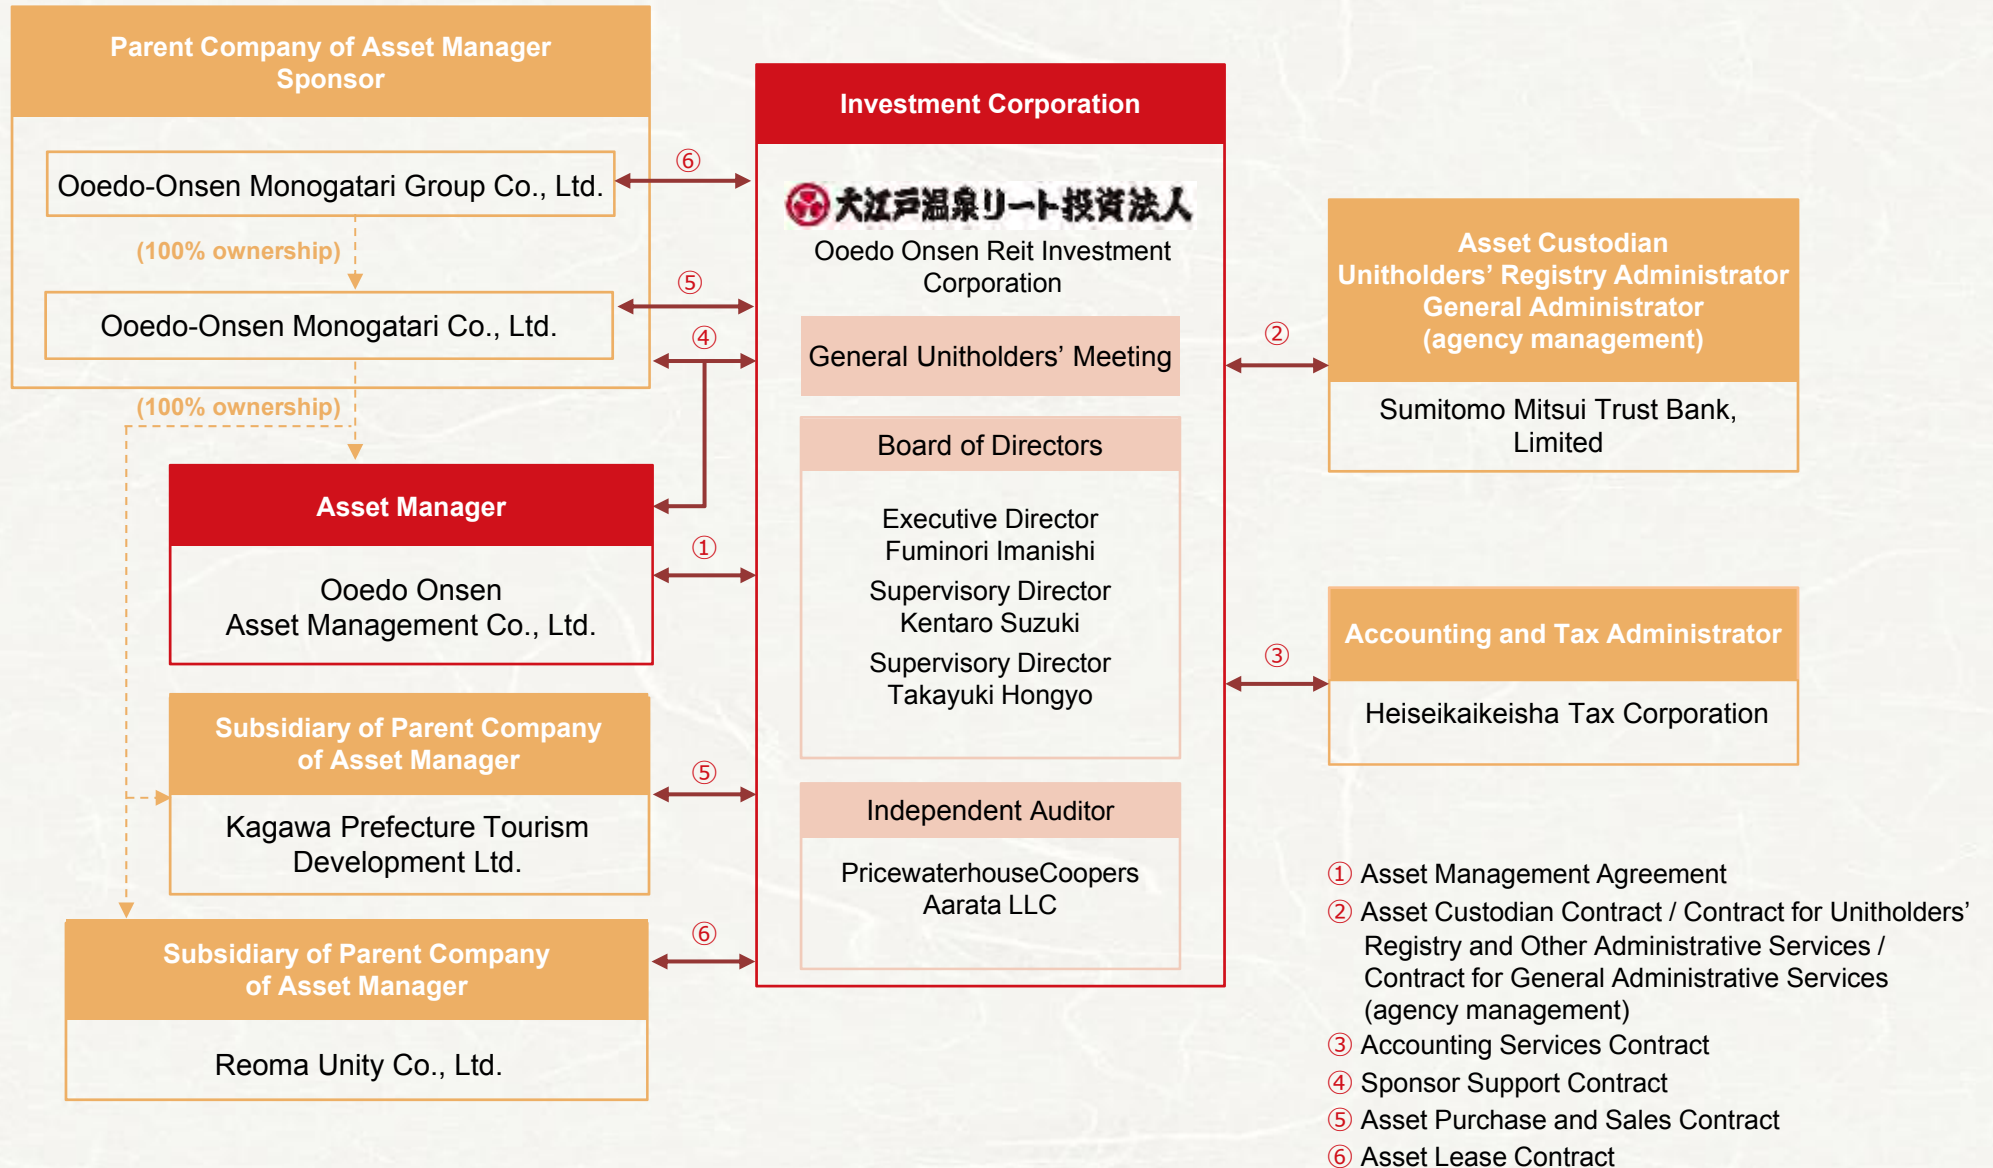 Parent Company of Asset Manager
Sponsor
Ooedo-Onsen Monogatari Group Co., Ltd.
(100% ownership)
Ooedo-Onsen Monogatari Co., Ltd.
(100% ownership)
⑥
⑤
④
Asset Manager
Ooedo Onsen
Asset Management Co., Ltd.
①
Subsidiary of Parent Company
of Asset Manager
Kagawa Prefecture Tourism
Development Ltd.
⑤
Subsidiary of Parent Company
of Asset Manager
Reoma Unity Co., Ltd.
⑥
Investment Corporation
大江戸温泉リート投資法人
Ooedo Onsen Reit Investment
Corporation
General Unitholders’ Meeting
Board of Directors
Executive Director
Fuminori Imanishi
Supervisory Director
Kentaro Suzuki
Supervisory Director
Takayuki Hongyo
Independent Auditor
PricewaterhouseCoopers
Aarata LLC
②
Asset Custodian
Unitholders’ Registry Administrator
General Administrator
(agency management)
Sumitomo Mitsui Trust Bank,
Limited
③
Accounting and Tax Administrator
Heiseikaikeisha Tax Corporation
① Asset Management Agreement
② Asset Custodian Contract / Contract for Unitholders’
Registry and Other Administrative Services /
Contract for General Administrative Services
(agency management)
③ Accounting Services Contract
④ Sponsor Support Contract
⑤ Asset Purchase and Sales Contract
⑥ Asset Lease Contract